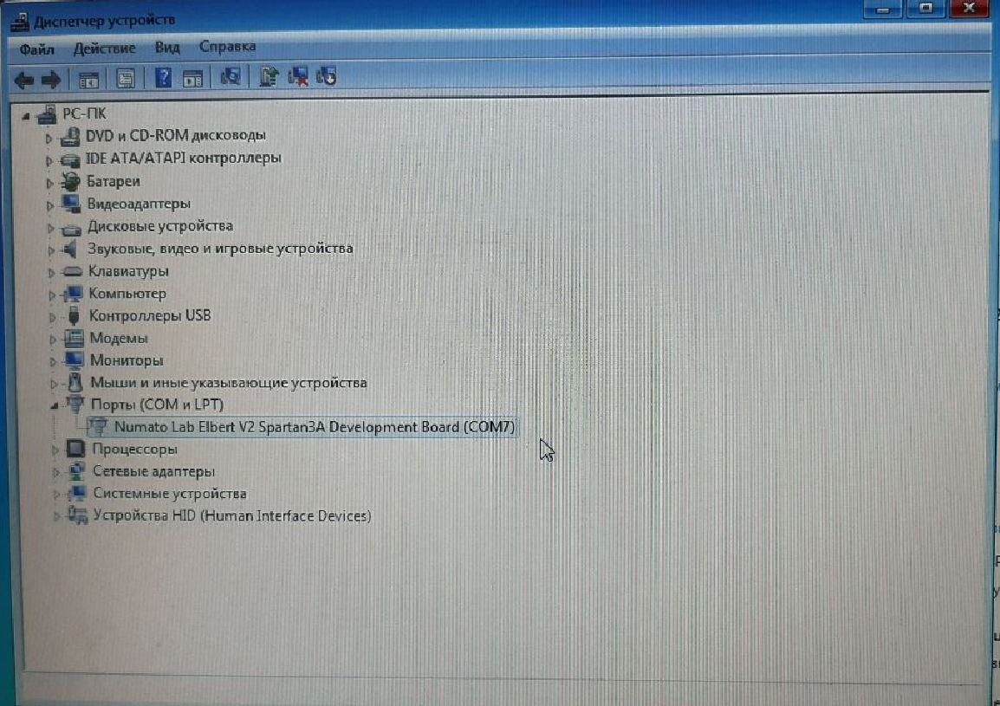 Диспетчер устройств
Файл Действие Вид Справка
РС-ПК
DVD и CD-ROM дисководы
IDE ATA/ATAPI контроллеры
Батареи
Видеоадаптеры
Дисковые устройства
Звуковые, видео и игровые устройства
Клавиатуры
Компьютер
Контроллеры USB
Модемы
Мониторы
Мыши и иные указывающие устройства
Порты (COM и LPT)
Numato Lab Elbert V2 Spartan3A Development Board (COM7)
Процессоры
Сетевые адаптеры
Системные устройства
Устройства HID (Human Interface Devices)